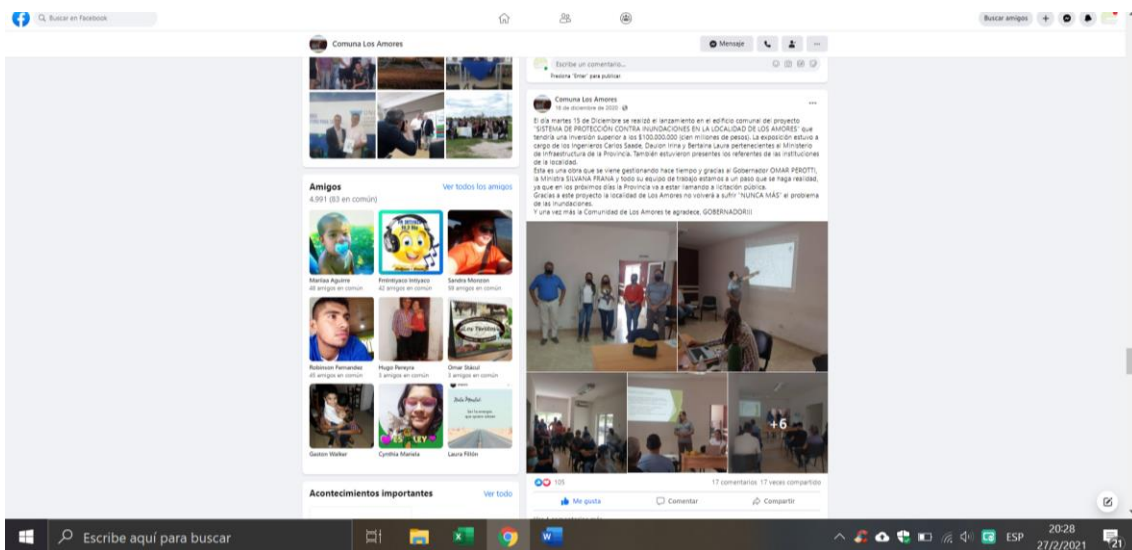 Buscar en Facebook
Buscar amigos
Comuna Los Amores
Mensaje
Amigos
Ver todos los amigos
4.991 (83 en común)
Marilaa Aguirre
Sandra Monzon
48 amigos en común
42 amigos en común
58 amigos en común
Robinson Fernandez
Hugo Pereyra
Omar Stácul
45 amigos en común
3 amigos en común
3 amigos en común
Gaston Walker
Cynthia Mariela
Laura Fillón
Acontecimientos importantes
Ver todo
Escribe un comentario...
Presiona "Enter" para publicar.
Comuna Los Amores
16 de diciembre de 2020
El día martes 15 de Diciembre se realizó el lanzamiento en el edificio comunal del proyecto
"SISTEMA DE PROTECCIÓN CONTRA INUNDACIONES EN LA LOCALIDAD DE LOS AMORES" que
tendría una inversión superior a los $100.000.000 (cien millones de pesos). La exposición estuvo a
cargo de los Ingenieros Carlos Seade, Daulon Irina y Bertaina Laura pertenecientes al Ministerio
de Infraestructura de la Provincia. También estuvieron presentes los referentes de las instituciones
de la localidad.
Esta es una obra que se viene gestionando hace tiempo y gracias al Gobernador OMAR PEROTTI,
la Ministra SILVANA FRANA y todo su equipo de trabajo estamos a un paso que se haga realidad,
ya que en los próximos días la Provincia va a estar llamando a licitación pública.
Gracias a este proyecto la localidad de Los Amores no volverá a sufrir "NUNCA MÁS" el problema
de las inundaciones.
Y una vez más la Comunidad de Los Amores te agradece, GOBERNADOR!!!
+6
105
17 comentarios 17 veces compartido
Me gusta
Comentar
Compartir
Escribe aquí para buscar
ESP
20:28
27/2/2021
21